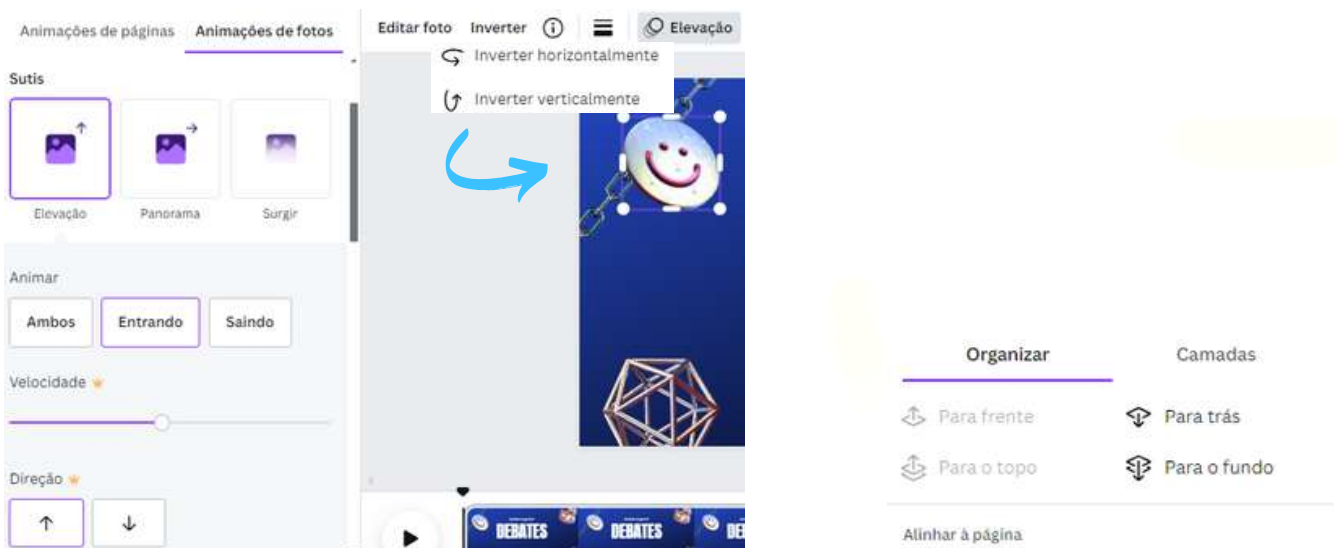 Animações de páginas
Animações de fotos
Sutis
Elevação
Panorama
Surgir
Animar
Ambos
Entrando
Saindo
Velocidade
Direção
Editar foto
Inverter
Elevação
Inverter horizontalmente
Inverter verticalmente
DEBATES
DEBATES
DE
Organizar
Camadas
Para frente
Para trás
Para o topo
Para o fundo
Alinhar à página